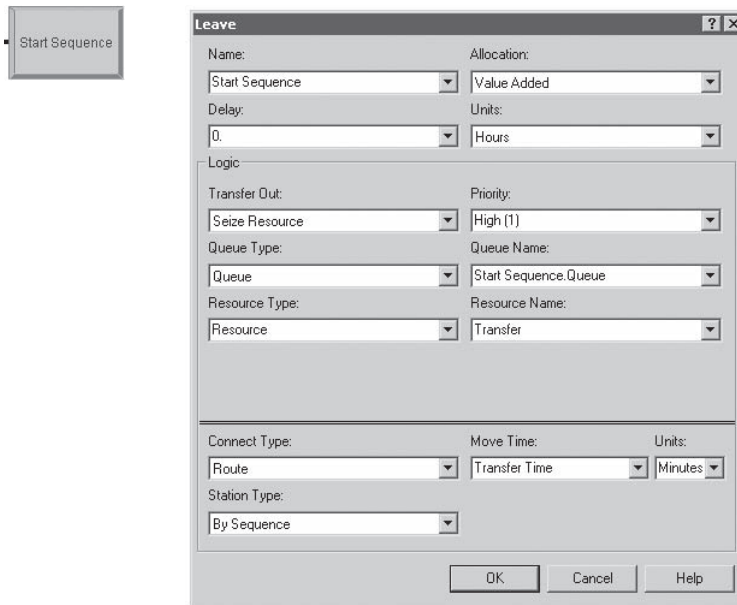 Start Sequence
Leave
Name: Allocation:
Start Sequence Value Added
Delay: Units:
0. Hours
Logic
Transfer Out: Priority:
Seize Resource High (1)
Queue Type: Queue Name:
Queue Start Sequence.Queue
Resource Type: Resource Name:
Resource Transfer
Connect Type: Move Time: Units:
Route Transfer Time Minutes
Station Type:
By Sequence
OK Cancel Help